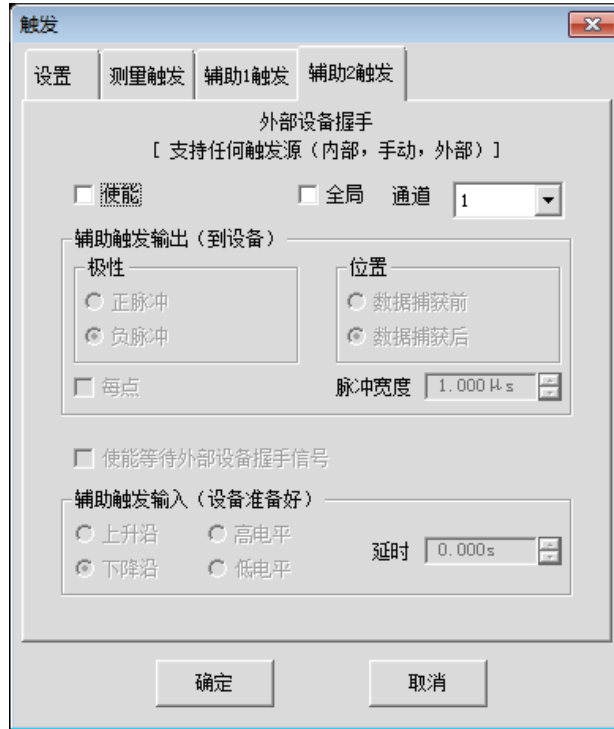 触发
设置 测量触发 辅助1触发 辅助2触发
外部设备握手
[ 支持任何触发源（内部，手动，外部）]
使能 全局 通道 1
辅助触发输出（到设备）
极性 位置
正脉冲 数据捕获前
负脉冲 数据捕获后
每点 脉冲宽度 1.000μs
使能等待外部设备握手信号
辅助触发输入（设备准备好）
上升沿 高电平
延时 0.000s
下降沿 低电平
确定 取消